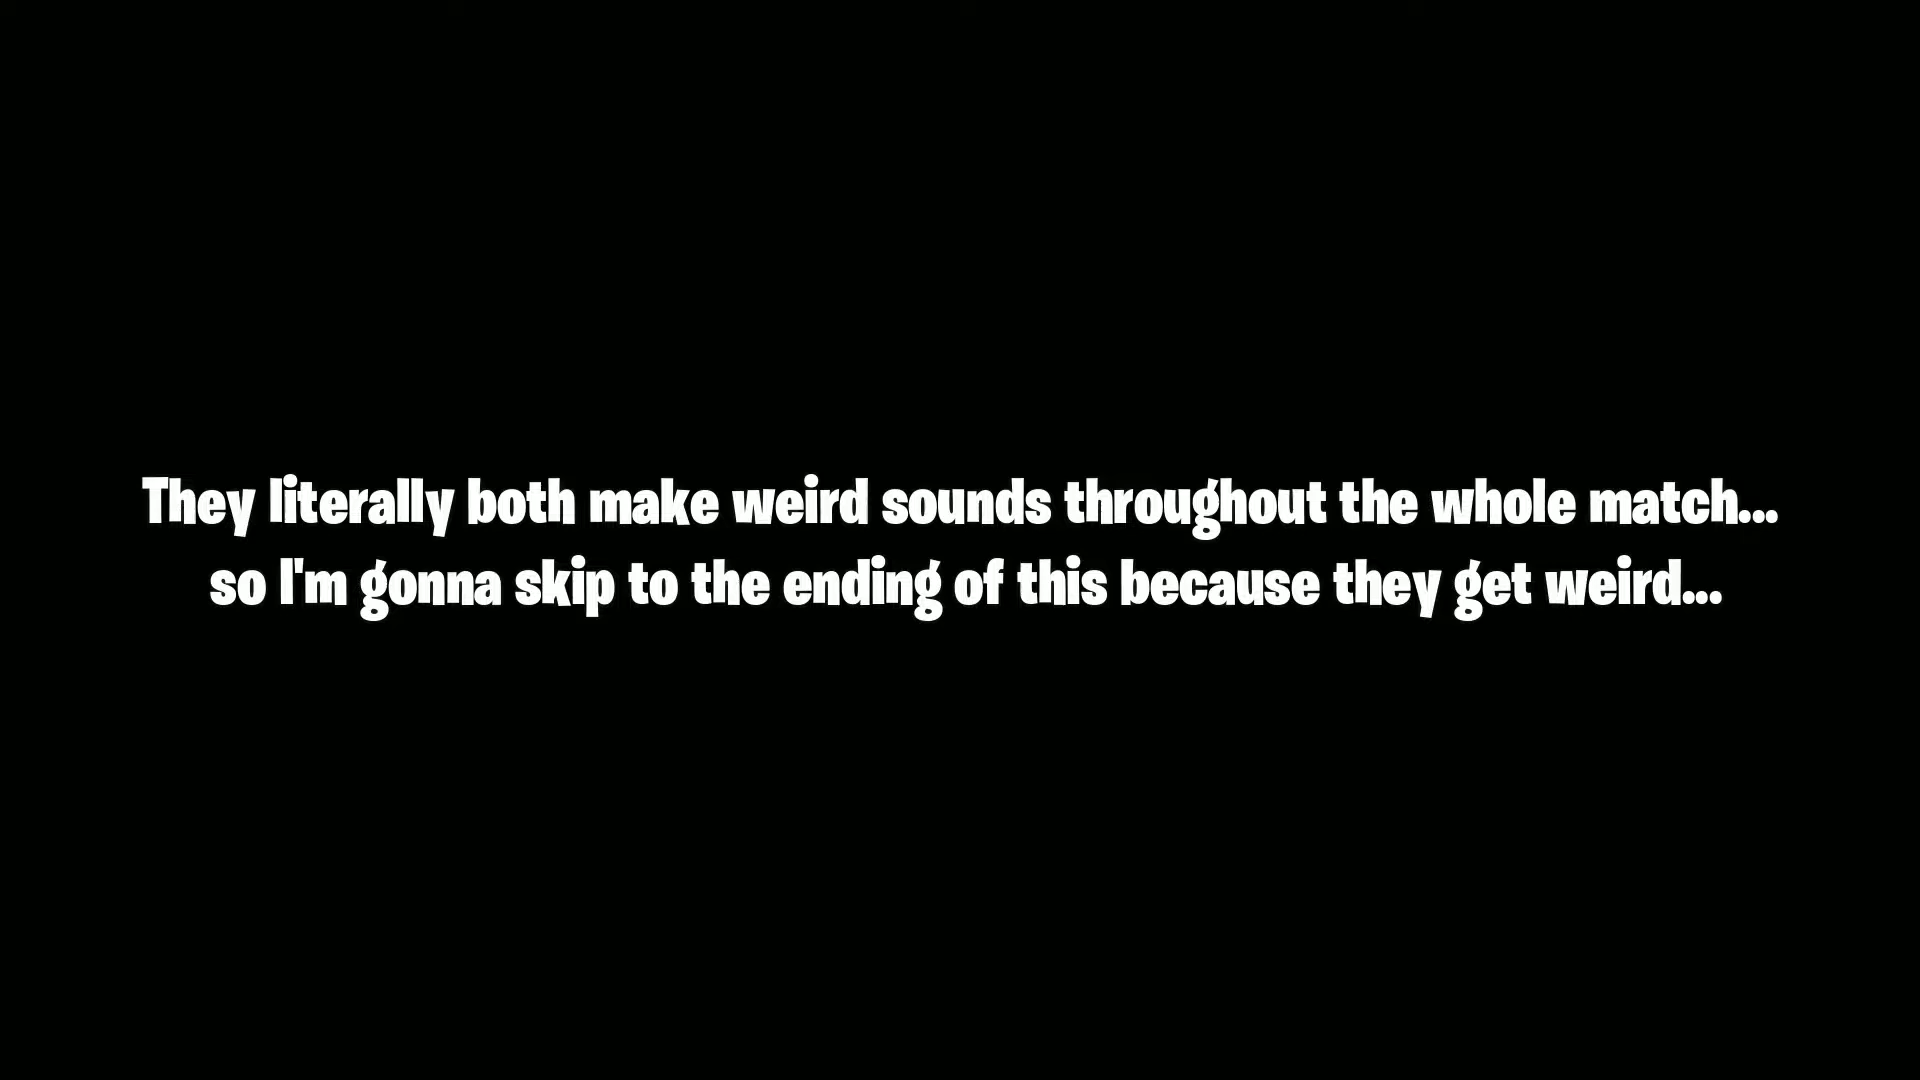 They literally both make weird sounds throughout the whole match...
so I'm gonna skip to the ending of this because they get weird...